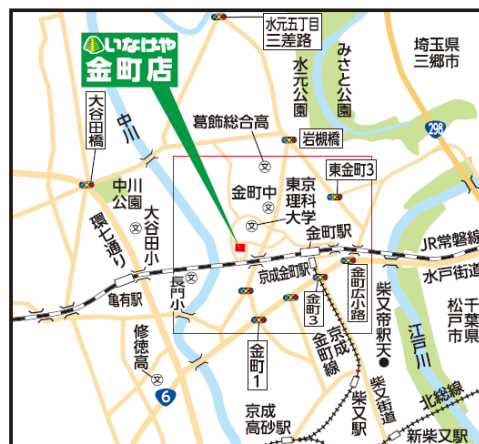 水元五丁目
三差路
いなげや
金町店
みさと公園
水元公園
埼玉県
三郷市
298
大谷田橋
中川
葛飾総合高
岩槻橋
中川
公園
大谷田小
環七通り
金町中
東京
理科
大学
東金町3
金町駅
JR常磐線
水戸街道
京成金町駅
亀有駅
長門小
金町広小路
金町3
金町1
京成
金町線
柴又帝釈天
江戸川
千葉県
松戸市
修徳高
6
京成
高砂駅
柴又駅
柴又街道
北総線
新柴又駅